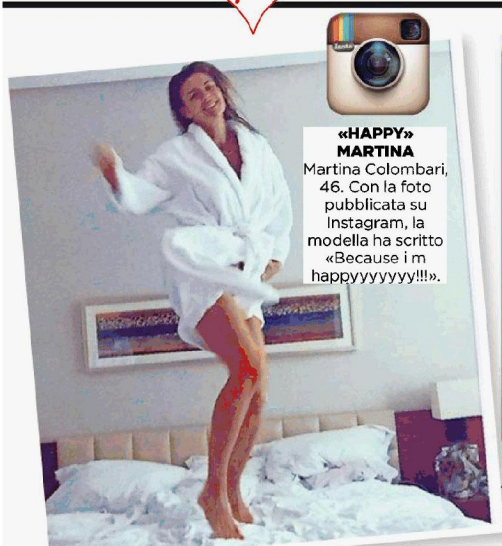 «HAPPY»
MARTINA
Martina Colombari,
46. Con la foto
pubblicata su
Instagram, la
modella ha scritto
«Because i m
happyyyyyyy!!!».